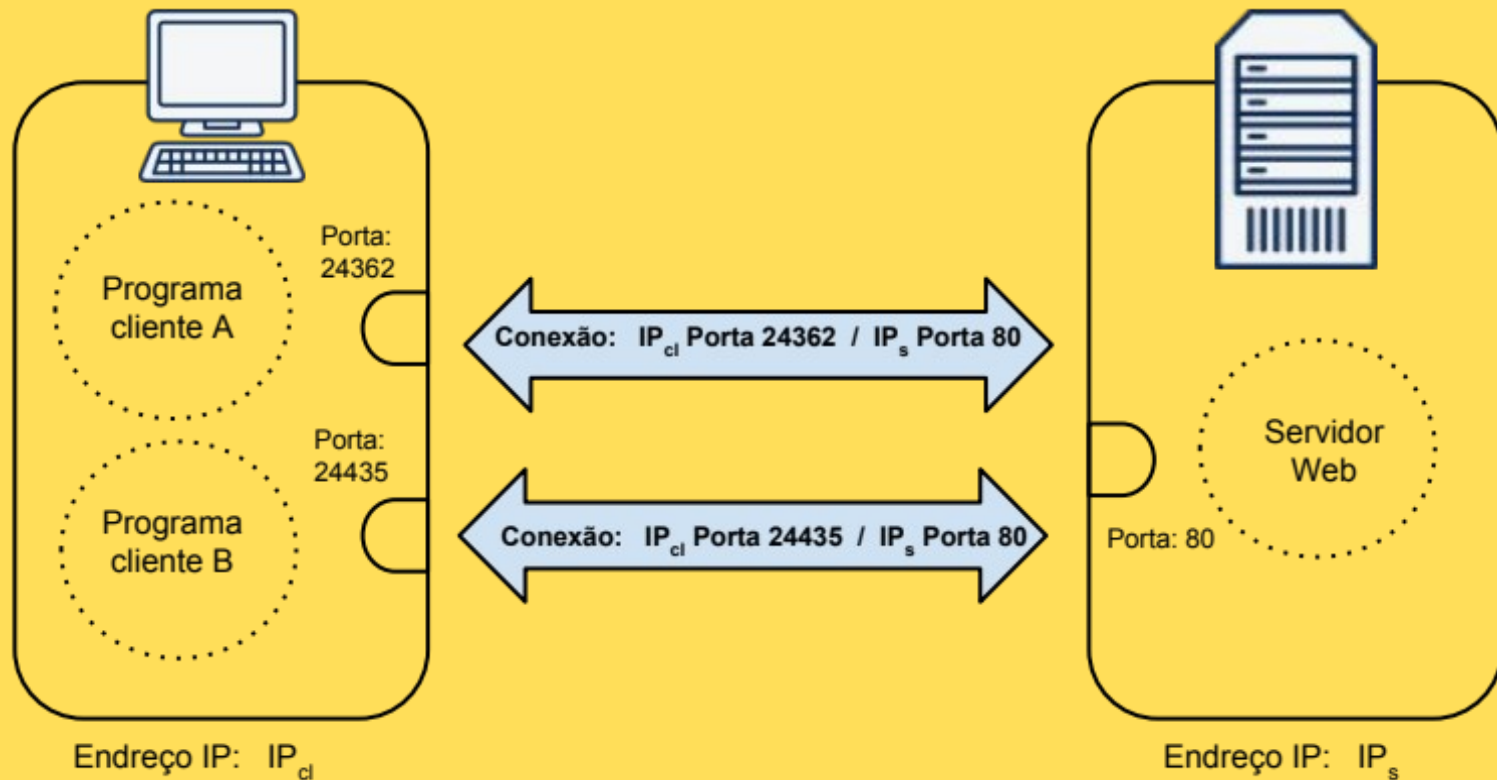 Porta:
24362
Programa
cliente A
Conexão: IPcl Porta 24362 / IPs Porta 80
Porta:
24435
Programa
cliente B
Conexão: IPcl Porta 24435 / IPs Porta 80
Servidor
Web
Porta: 80
Endreço IP: IPcl
Endreço IP: IPs